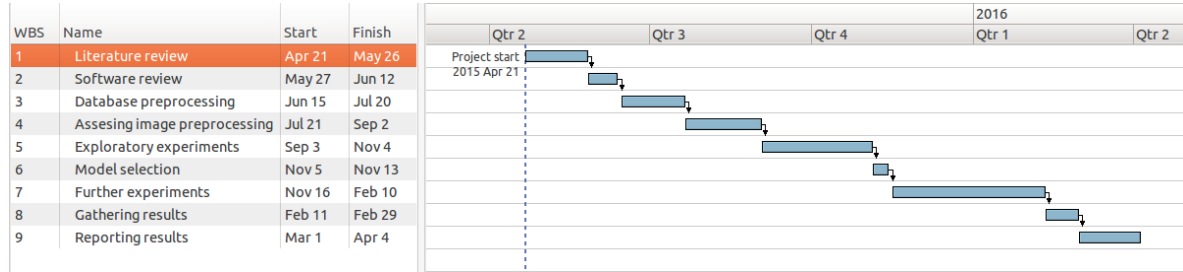 2016
WBS Name Start Finish Qtr 2 Qtr 3 Qtr 4 Qtr 1 Qtr 2
1 Literature review Apr 21 May 26 Project start
2015 Apr 21
2 Software review May 27 Jun 12
3 Database preprocessing Jun 15 Jul 20
4 Assesing image preprocessing Jul 21 Sep 2
5 Exploratory experiments Sep 3 Nov 4
6 Model selection Nov 5 Nov 13
7 Further experiments Nov 16 Feb 10
8 Gathering results Feb 11 Feb 29
9 Reporting results Mar 1 Apr 4